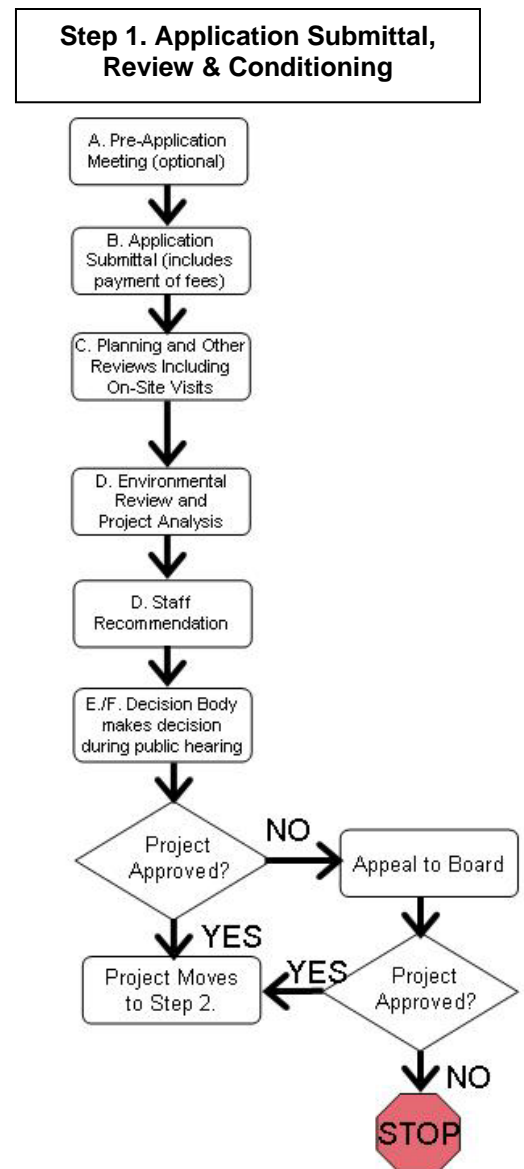 Step 1. Application Submittal,
Review & Conditioning
A. Pre-Application
Meeting (optional)
B. Application
Submittal (includes
payment of fees)
C. Planning and Other
Reviews Including
On-Site Visits
D. Environmental
Review and
Project Analysis
D. Staff
Recommendation
E./F. Decision Body
makes decision
during public hearing
Project
Approved?
NO
Appeal to Board
YES
Project Moves
to Step 2.
YES
Project
Approved?
NO
STOP